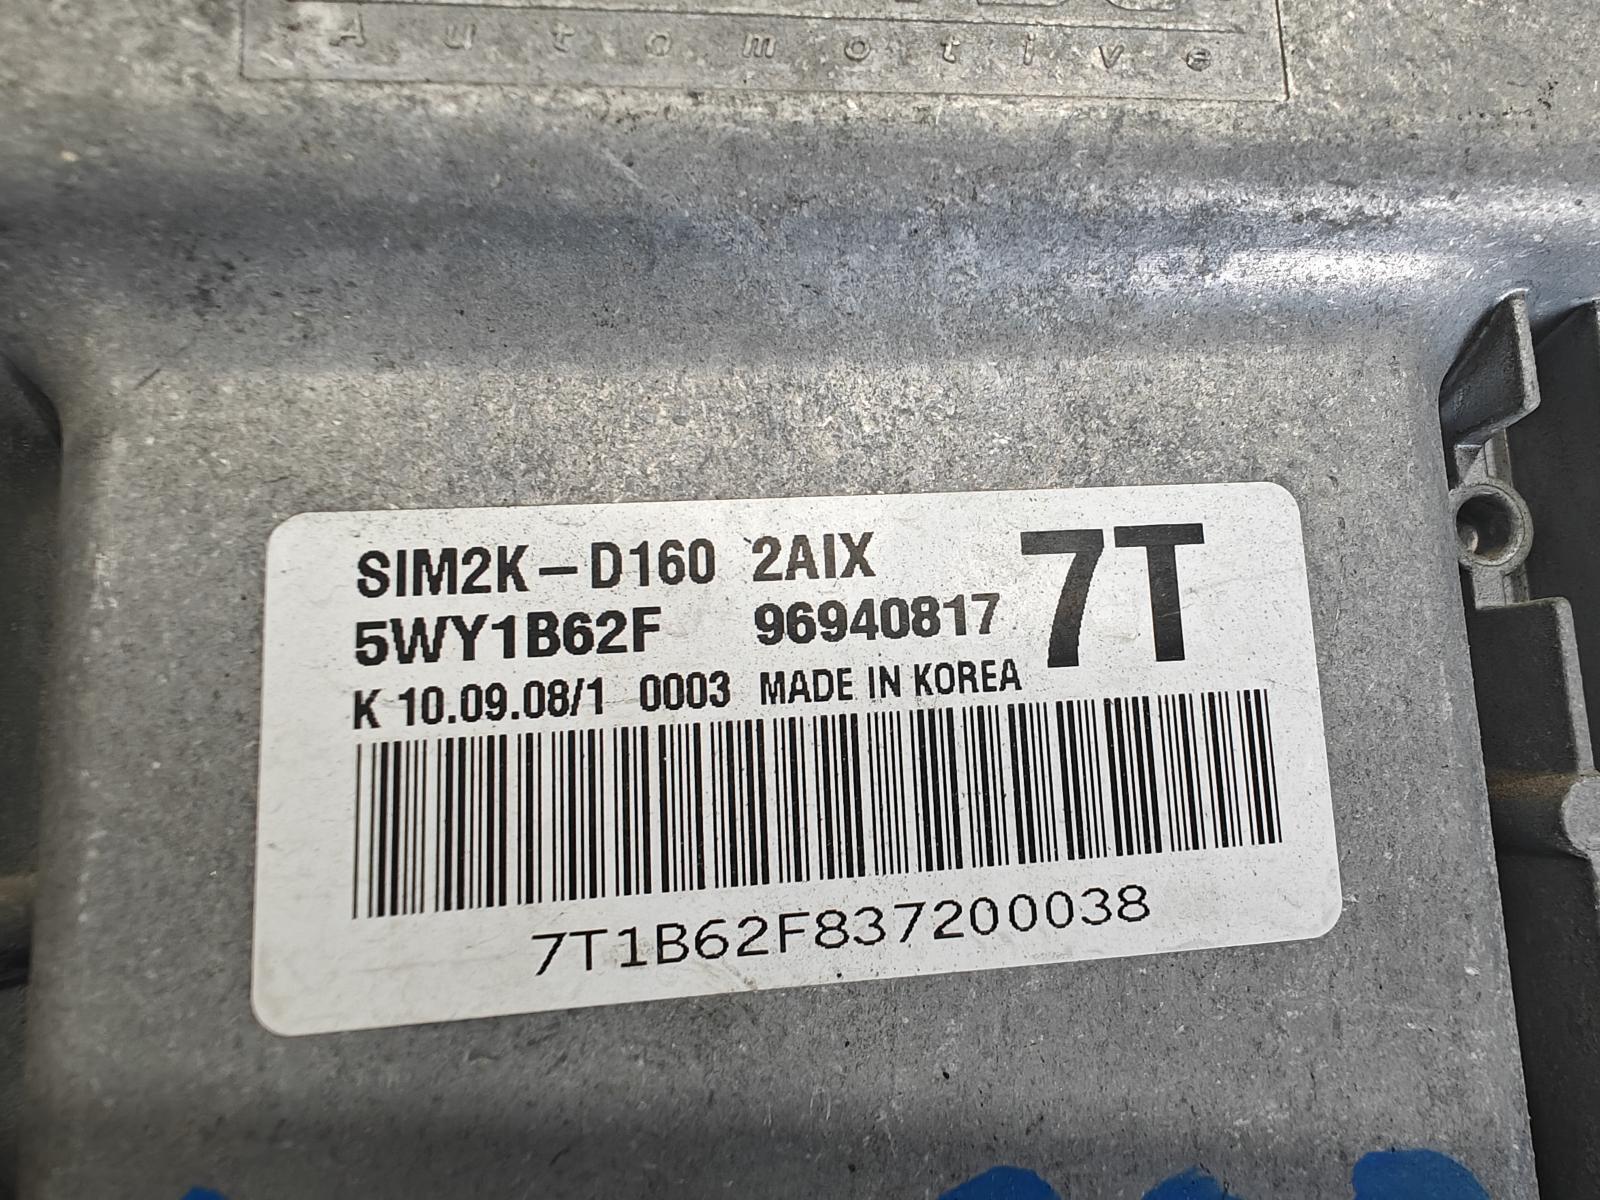 Automotive
SIM2K-D160 2AIX 7T
5WY1B62F 96940817
K 10.09.08/1 0003 MADE IN KOREA
7T1B62F837200038